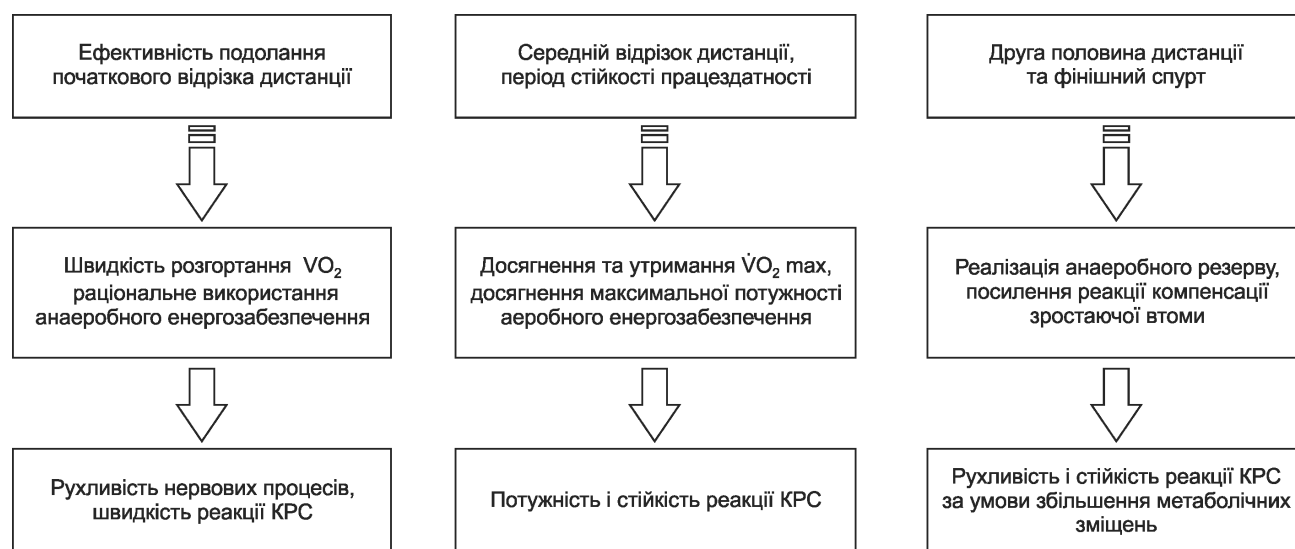 Ефективність подолання
початкового відрізка дистанції
Середній відрізок дистанції,
період стійкості працездатності
Друга половина дистанції
та фінішний спурт
Швидкість розгортання VO₂
раціональне використання
анаеробного енергозабезпечення
Досягнення та утримання V̇O₂ max,
досягнення максимальної потужності
аеробного енергозабезпечення
Реалізація анаеробного резерву,
посилення реакції компенсації
зростаючої втоми
Рухливість нервових процесів,
швидкість реакції КРС
Потужність і стійкість реакції КРС
Рухливість і стійкість реакції КРС
за умови збільшення метаболічних
зміщень